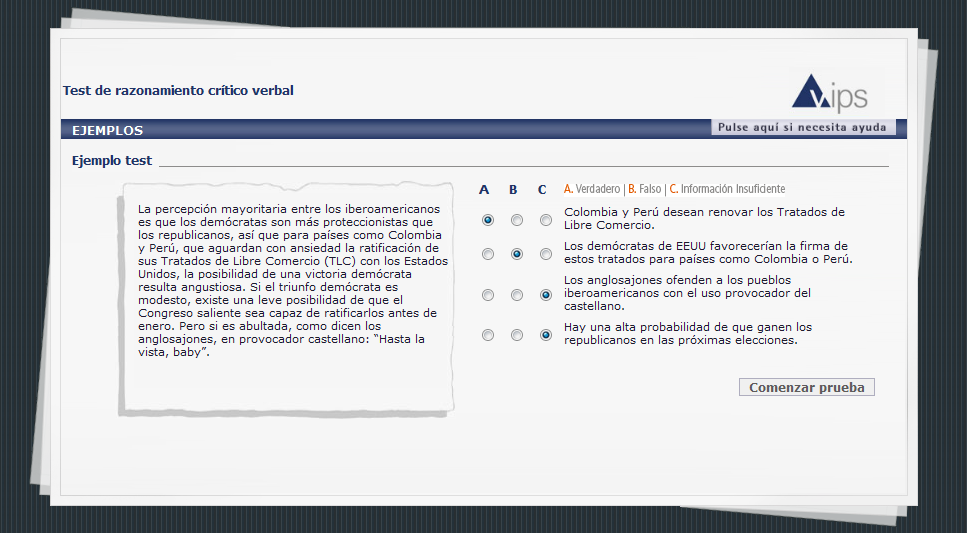 Test de razonamiento crítico verbal
vips
EJEMPLOS
Pulse aquí si necesita ayuda
Ejemplo test
La percepción mayoritaria entre los iberoamericanos
es que los demócratas son más proteccionistas que
los republicanos, así que para países como Colombia
y Perú, que aguardan con ansiedad la ratificación de
sus Tratados de Libre Comercio (TLC) con los Estados
Unidos, la posibilidad de una victoria demócrata
resulta angustiosa. Si el triunfo demócrata es
modesto, existe una leve posibilidad de que el
Congreso saliente sea capaz de ratificarlos antes de
enero. Pero si es abultada, como dicen los
anglosajones, en provocador castellano: “Hasta la
vista, baby”.
A B C A. Verdadero | B. Falso | C. Información Insuficiente
Colombia y Perú desean renovar los Tratados de
Libre Comercio.
Los demócratas de EEUU favorecerían la firma de
estos tratados para países como Colombia o Perú.
Los anglosajones ofenden a los pueblos
iberoamericanos con el uso provocador del
castellano.
Hay una alta probabilidad de que ganen los
republicanos en las próximas elecciones.
Comenzar prueba